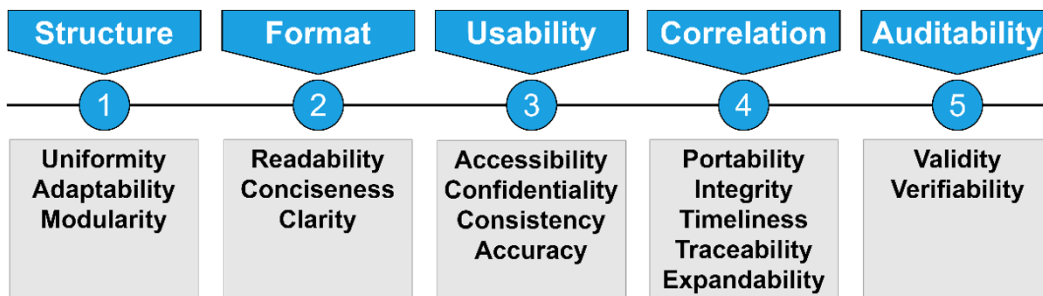 Structure
Format
Usability
Correlation
Auditability
1
2
3
4
5
Uniformity
Adaptability
Modularity
Readability
Conciseness
Clarity
Accessibility
Confidentiality
Consistency
Accuracy
Portability
Integrity
Timeliness
Traceability
Expandability
Validity
Verifiability